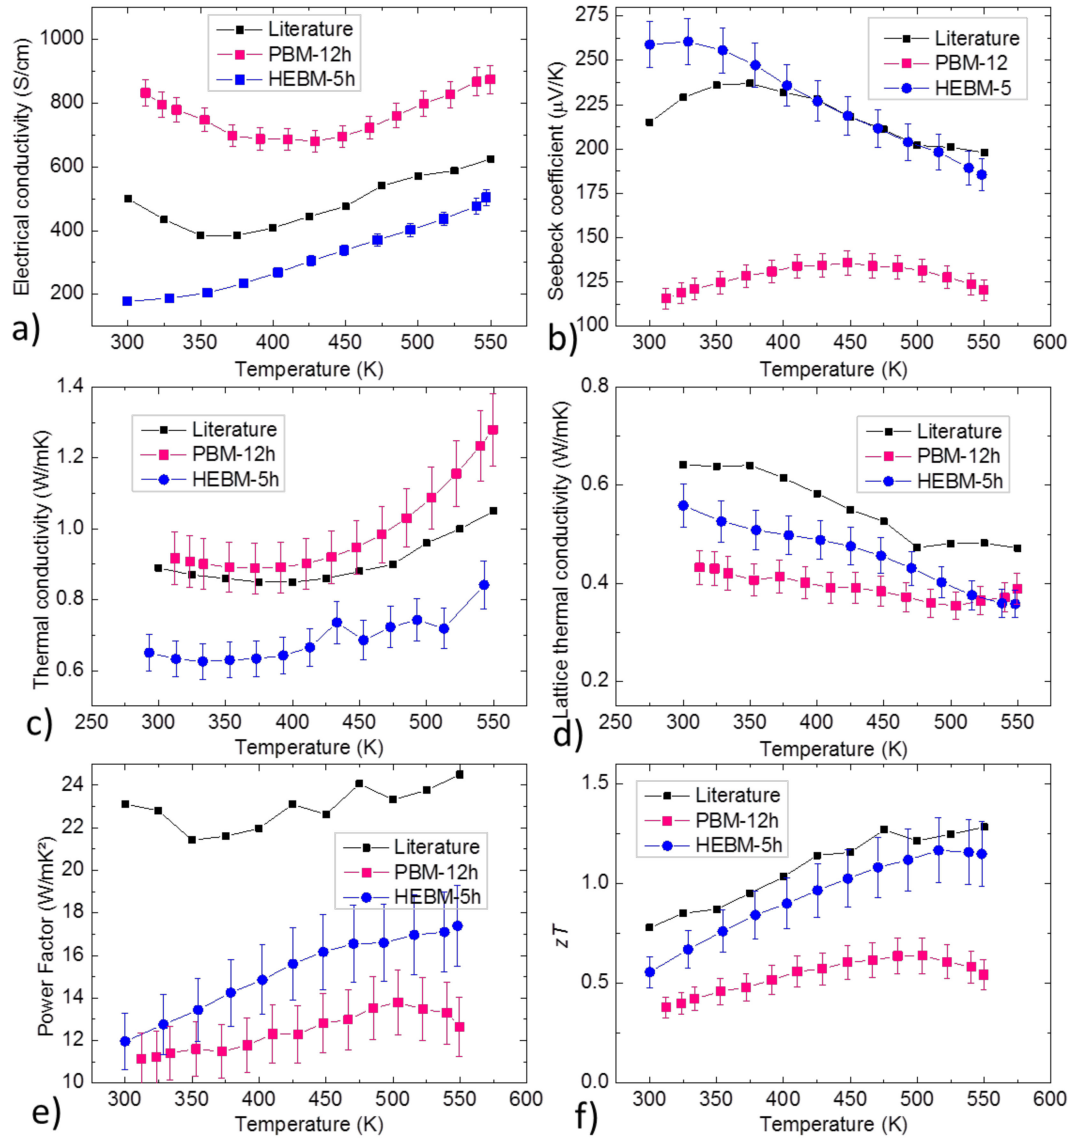 Electrical conductivity (S/cm)
1000
800
600
400
200
300 350 400 450 500 550
Temperature (K)
Literature
PBM-12h
HEBM-5h
a)
Seebeck coefficient (µV/K)
275
250
225
200
175
150
125
100
300 350 400 450 500 550 600
Temperature (K)
Literature
PBM-12
HEBM-5
b)
Thermal conductivity (W/mK)
1.4
1.2
1.0
0.8
0.6
250 300 350 400 450 500 550
Temperature (K)
Literature
PBM-12h
HEBM-5h
c)
Lattice thermal conductivity (W/mK)
0.8
0.6
0.4
0.2
250 300 350 400 450 500 550
Temperature (K)
Literature
PBM-12h
HEBM-5h
d)
Power Factor (W/mK²)
24
22
20
18
16
14
12
10
300 350 400 450 500 550 600
Temperature (K)
Literature
PBM-12h
HEBM-5h
e)
zT
1.5
1.0
0.5
0.0
300 350 400 450 500 550 600
Temperature (K)
Literature
PBM-12h
HEBM-5h
f)